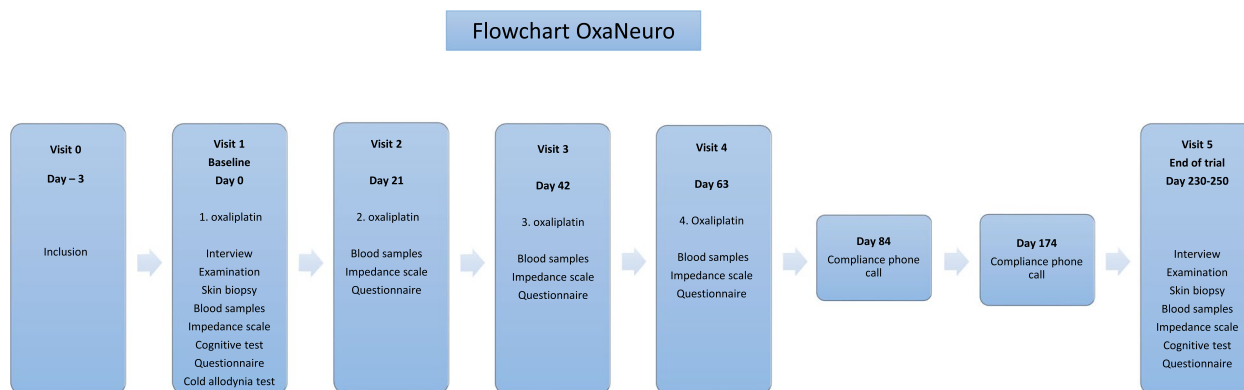 Flowchart OxaNeuro
Visit 0
Day – 3
Inclusion
Visit 1
Baseline
Day 0
1. oxaliplatin
Interview
Examination
Skin biopsy
Blood samples
Impedance scale
Cognitive test
Questionnaire
Cold allodynia test
Visit 2
Day 21
2. oxaliplatin
Blood samples
Impedance scale
Questionnaire
Visit 3
Day 42
3. oxaliplatin
Blood samples
Impedance scale
Questionnaire
Visit 4
Day 63
4. Oxaliplatin
Blood samples
Impedance scale
Questionnaire
Day 84
Compliance phone
call
Day 174
Compliance phone
call
Visit 5
End of trial
Day 230-250
Interview
Examination
Skin biopsy
Blood samples
Impedance scale
Cognitive test
Questionnaire